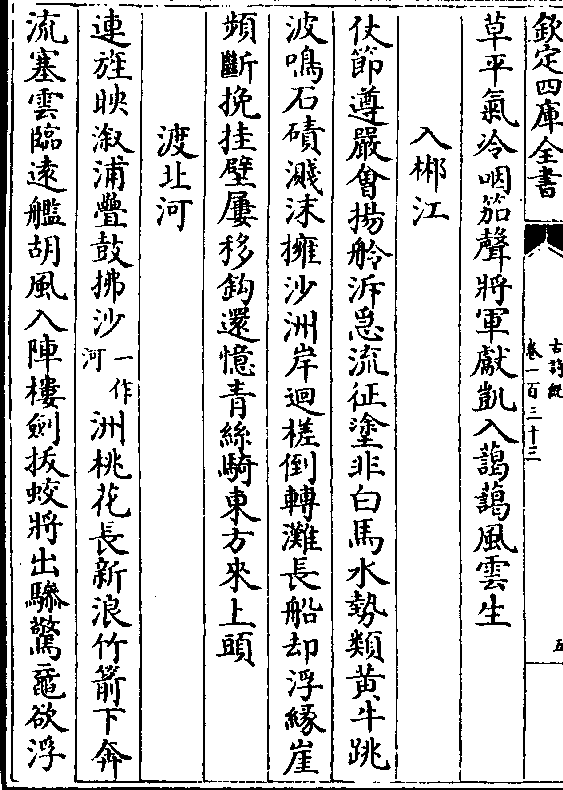 欽定四庫全書
古詩紀
卷一百三十三
五
草平氣冷咽笳聲將軍獻凱入藹藹風雲生
入郴江
仗節遵嚴會揚舲泝急流征塗非白馬水勢類黃牛跳
波鳴石磧濺沫擁沙洲岸迴槎倒轉灘長船却浮緣崖
頻斷挽挂壁屢移鈎還憶青絲騎東方來上頭
渡北河
連旌映溆浦疊鼓拂沙一作河洲桃花長新浪竹箭下奔
流塞雲臨遠艦胡風入陣樓劍拔蛟將出驂驚黿欲浮